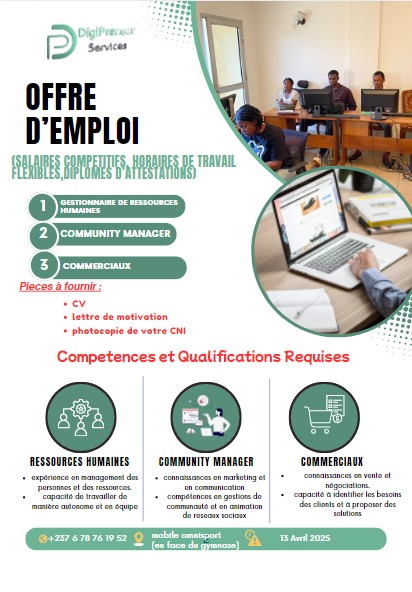 DigiPreneur
Services
OFFRE
D'EMPLOI
(SALAIRES COMPETITIFS, HORAIRES DE TRAVAIL
FLEXIBLES,DIPLOMES D'ATTESTATIONS)
1 GESTIONNAIRE DE RESSOURCES
HUMAINES
2 COMMUNITY MANAGER
3 COMMERCIAUX
Pieces à fournir :
• CV
• lettre de motivation
• photocopie de votre CNI
Competences et Qualifications Requises
RESSOURCES HUMAINES
• expérience en management des
personnes et des ressources.
• capacité de travailler de
manière autonome et en équipe
COMMUNITY MANAGER
• connaissances en marketing et
en communication
• compétences en gestions de
communauté et en animation
de reseaux sociaux
COMMERCIAUX
• connaissances en vente et
négociations.
• capacité à identifier les besoins
des clients et à proposer des
solutions
+237 6 78 76 19 52
mobile omnisport
(en face du gymnase)
13 Avril 2025